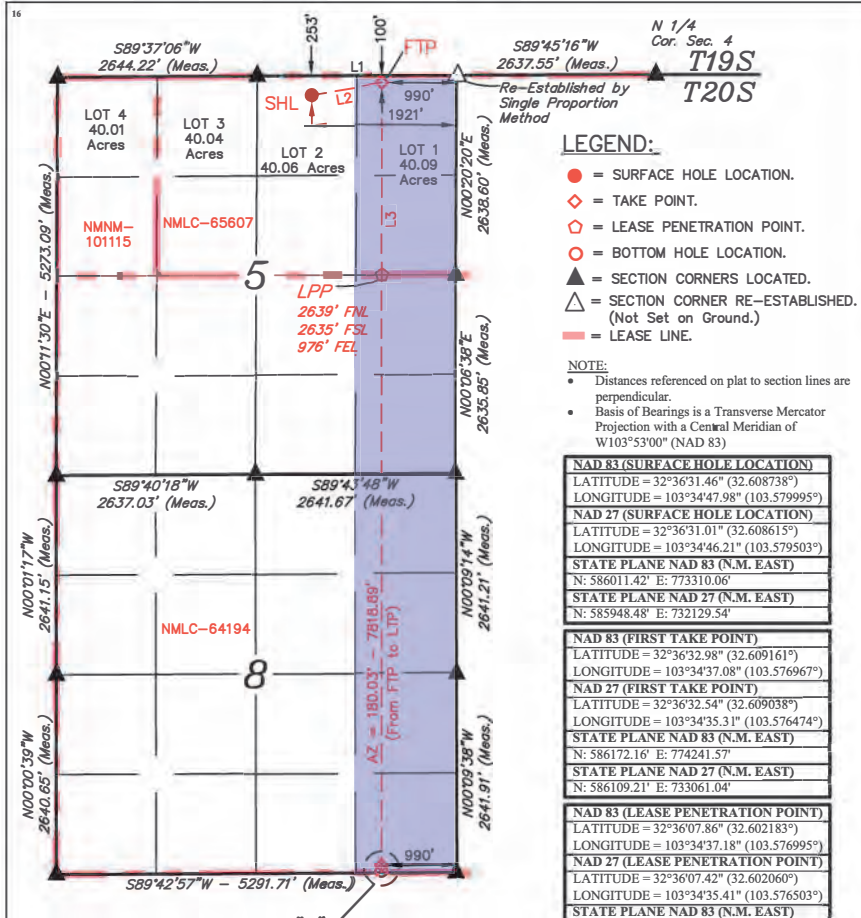 16
253'
100'
FTP
S89°37'06"W
2644.22' (Meas.)
L1
S89°45'16"W
2637.55' (Meas.)
N 1/4
Cor. Sec. 4
T19S
T20S
SHL
L2
990'
1921'
Re-Established by
Single Proportion
Method
LOT 4
40.01
Acres
LOT 3
40.04
Acres
LOT 2
40.06 Acres
LOT 1
40.09
Acres
N00°20'20"E
2638.60' (Meas.)
L3
NMNM-
101115
NMLC-65607
5
LPP
2639' FNL
2635' FSL
976' FEL
N00°11'30"E - 5273.09' (Meas.)
N00°06'38"E
2635.85' (Meas.)
S89°40'18"W
2637.03' (Meas.)
S89°43'48"W
2641.67' (Meas.)
N00°01'17"W
2641.15' (Meas.)
N00°09'14"W
2641.21' (Meas.)
NMLC-64194
8
AZ = 180.03° - 7818.89'
(From FTP to LTP)
N00°00'39"W
2640.65' (Meas.)
N00°09'38"W
2641.91' (Meas.)
990'
S89°42'57"W - 5291.71' (Meas.)
LEGEND:
= SURFACE HOLE LOCATION.
= TAKE POINT.
= LEASE PENETRATION POINT.
= BOTTOM HOLE LOCATION.
= SECTION CORNERS LOCATED.
= SECTION CORNER RE-ESTABLISHED.
(Not Set on Ground.)
= LEASE LINE.
NOTE:
• Distances referenced on plat to section lines are
perpendicular.
• Basis of Bearings is a Transverse Mercator
Projection with a Central Meridian of
W103°53'00" (NAD 83)
NAD 83 (SURFACE HOLE LOCATION)
LATITUDE = 32°36'31.46" (32.608738°)
LONGITUDE = 103°34'47.98" (103.579995°)
NAD 27 (SURFACE HOLE LOCATION)
LATITUDE = 32°36'31.01" (32.608615°)
LONGITUDE = 103°34'46.21" (103.579503°)
STATE PLANE NAD 83 (N.M. EAST)
N: 586011.42' E: 773310.06'
STATE PLANE NAD 27 (N.M. EAST)
N: 585948.48' E: 732129.54'
NAD 83 (FIRST TAKE POINT)
LATITUDE = 32°36'32.98" (32.609161°)
LONGITUDE = 103°34'37.08" (103.576967°)
NAD 27 (FIRST TAKE POINT)
LATITUDE = 32°36'32.54" (32.609038°)
LONGITUDE = 103°34'35.31" (103.576474°)
STATE PLANE NAD 83 (N.M. EAST)
N: 586172.16' E: 774241.57'
STATE PLANE NAD 27 (N.M. EAST)
N: 586109.21' E: 733061.04'
NAD 83 (LEASE PENETRATION POINT)
LATITUDE = 32°36'07.86" (32.602183°)
LONGITUDE = 103°34'37.18" (103.576995°)
NAD 27 (LEASE PENETRATION POINT)
LATITUDE = 32°36'07.42" (32.602060°)
LONGITUDE = 103°34'35.41" (103.576503°)
STATE PLANE NAD 83 (N.M. EAST)